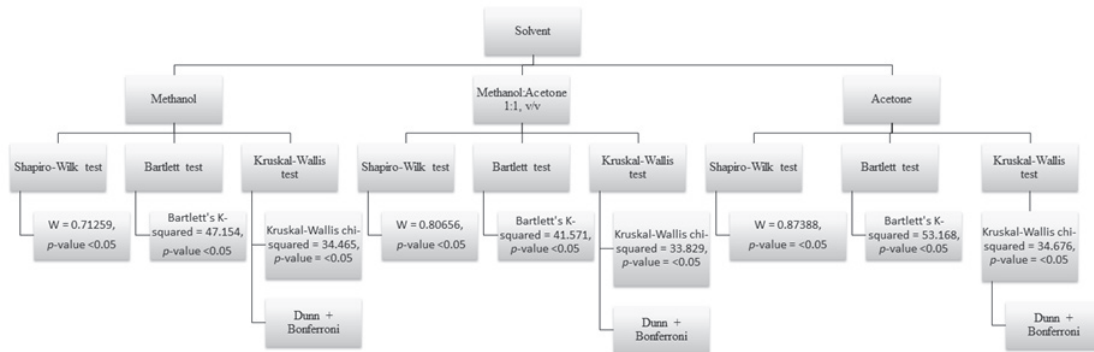 Solvent
Methanol
Methanol:Acetone
1:1, v/v
Acetone
Shapiro-Wilk test
Bartlett test
Kruskal-Wallis
test
Shapiro-Wilk test
Bartlett test
Kruskal-Wallis
test
Shapiro-Wilk test
Bartlett test
Kruskal-Wallis
test
W = 0.71259,
p-value <0.05
Bartlett's K-
squared = 47.154,
p-value <0.05
Kruskal-Wallis chi-
squared = 34.465,
p-value = <0.05
Dunn +
Bonferroni
W = 0.80656,
p-value <0.05
Bartlett's K-
squared = 41.571,
p-value <0.05
Kruskal-Wallis chi-
squared = 33.829,
p-value = <0.05
Dunn +
Bonferroni
W = 0.87388,
p-value = <0.05
Bartlett's K-
squared = 53.168,
p-value <0.05
Kruskal-Wallis chi-
squared = 34.676,
p-value = <0.05
Dunn +
Bonferroni